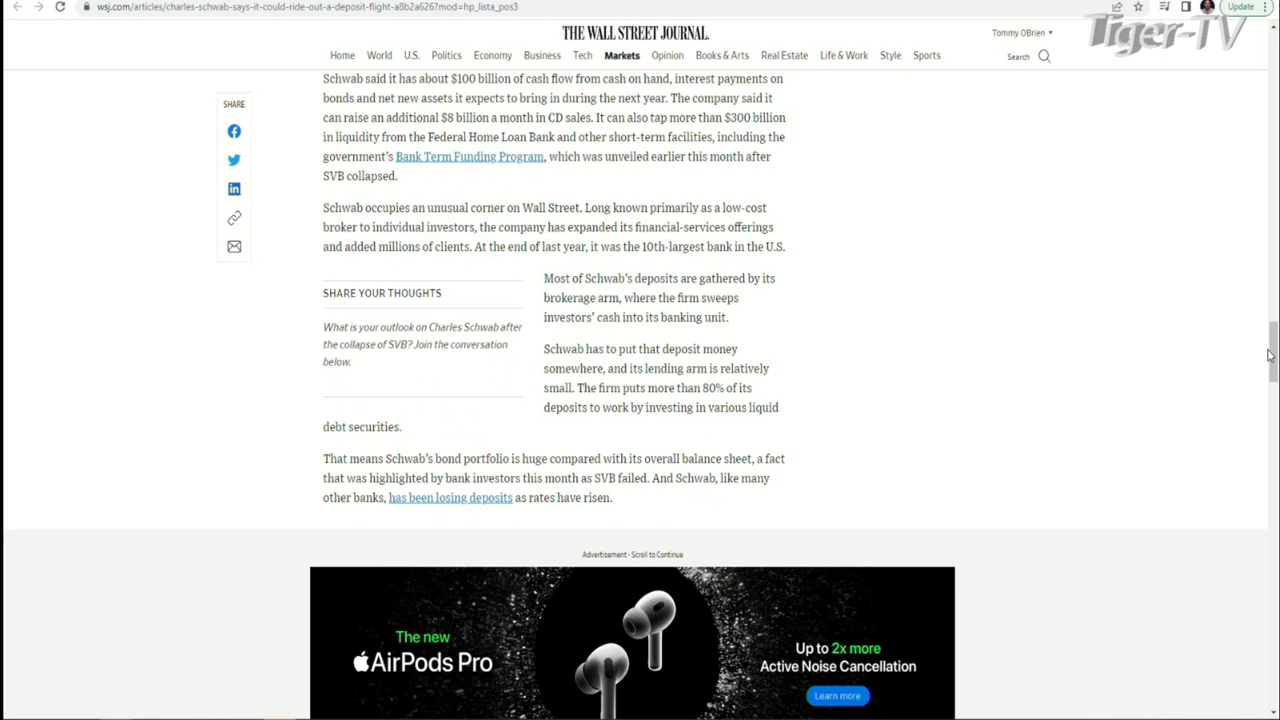 wsj.com/articles/charles-schwab-says-it-could-ride-out-a-deposit-flight-a8b2a626?mod=hp_lista_pos3
Update
Tiger-TV
THE WALL STREET JOURNAL.
Tommy OBrien
Home World U.S. Politics Economy Business Tech Markets Opinion Books & Arts Real Estate Life & Work Style Sports
Search
SHARE
Schwab said it has about $100 billion of cash flow from cash on hand, interest payments on
bonds and net new assets it expects to bring in during the next year. The company said it
can raise an additional $8 billion a month in CD sales. It can also tap more than $300 billion
in liquidity from the Federal Home Loan Bank and other short-term facilities, including the
government's Bank Term Funding Program, which was unveiled earlier this month after
SVB collapsed.
Schwab occupies an unusual corner on Wall Street. Long known primarily as a low-cost
broker to individual investors, the company has expanded its financial-services offerings
and added millions of clients. At the end of last year, it was the 10th-largest bank in the U.S.
SHARE YOUR THOUGHTS
What is your outlook on Charles Schwab after
the collapse of SVB? Join the conversation
below.
Most of Schwab's deposits are gathered by its
brokerage arm, where the firm sweeps
investors' cash into its banking unit.
Schwab has to put that deposit money
somewhere, and its lending arm is relatively
small. The firm puts more than 80% of its
deposits to work by investing in various liquid
debt securities.
That means Schwab's bond portfolio is huge compared with its overall balance sheet, a fact
that was highlighted by bank investors this month as SVB failed. And Schwab, like many
other banks, has been losing deposits as rates have risen.
Advertisement - Scroll to Continue
The new
AirPods Pro
Up to 2x more
Active Noise Cancellation
Learn more